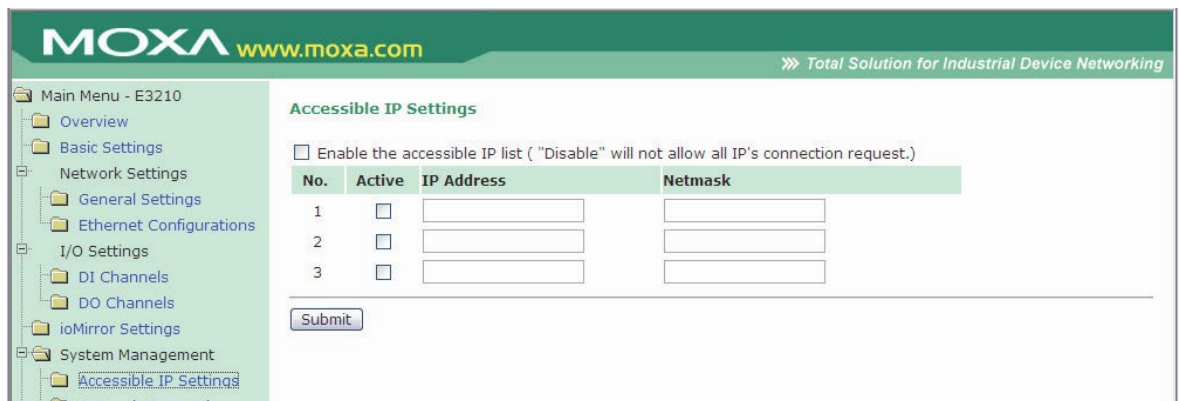 MOXA www.moxa.com
Total Solution for Industrial Device Networking
Main Menu - E3210
Overview
Basic Settings
Network Settings
General Settings
Ethernet Configurations
I/O Settings
DI Channels
DO Channels
ioMirror Settings
System Management
Accessible IP Settings
Accessible IP Settings
Enable the accessible IP list ( "Disable" will not allow all IP's connection request.)
No. Active IP Address Netmask
1
2
3
Submit